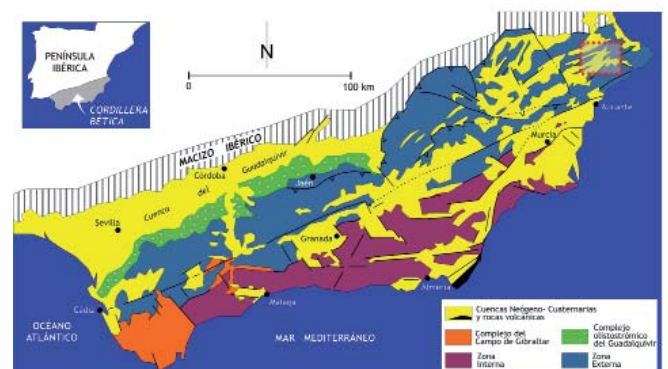 PENÍNSULA
IBÉRICA
CORDILLERA
BÉTICA
N
0
100 km
MACIZO IBÉRICO
Córdoba
Cuenca del Guadalquivir
Sevilla
Jaén
Alicante
Murcia
Granada
Almería
Málaga
Cádiz
OCÉANO
ATLÁNTICO
MAR MEDITERRÁNEO
Cuencas Neógeno- Cuaternarias
y rocas volcánicas
Complejo del
Campo de Gibraltar
Complejo
olistostrómico
del Guadalquivir
Zona
Interna
Zona
Externa